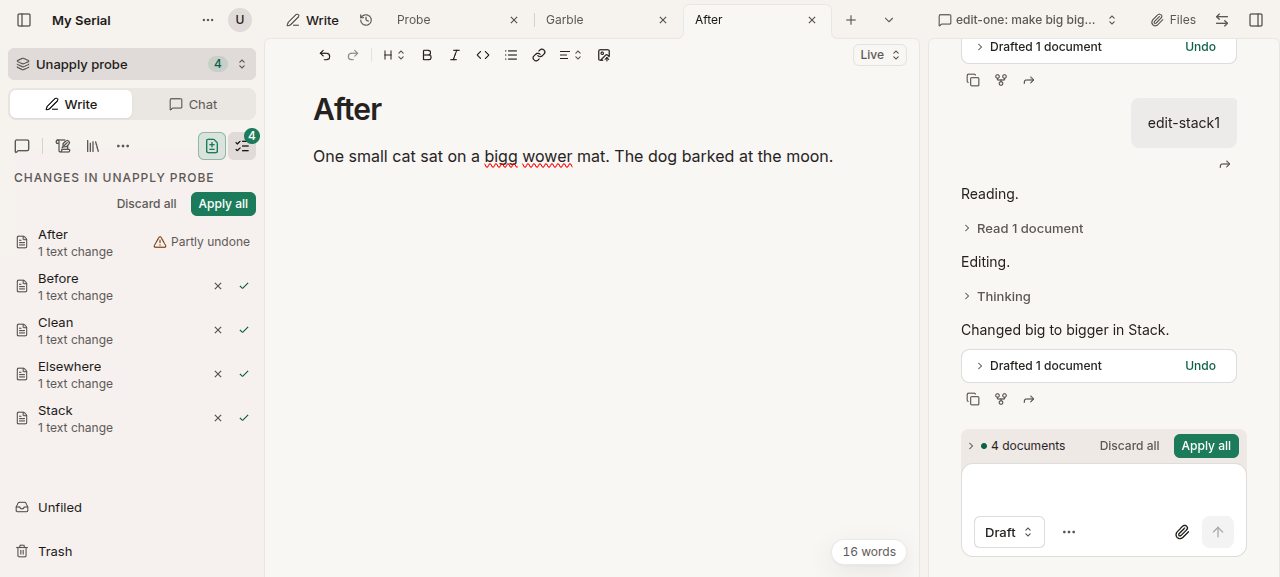 My Serial
U
Write
Probe
Garble
After
edit-one: make big big...
Files
Unapply probe
4
Write
Chat
4
CHANGES IN UNAPPLY PROBE
Discard all
Apply all
After
1 text change
Partly undone
Before
1 text change
Clean
1 text change
Elsewhere
1 text change
Stack
1 text change
Unfiled
Trash
H
B
I
Live
After
One small cat sat on a bigg wower mat. The dog barked at the moon.
16 words
Drafted 1 document
Undo
edit-stack1
Reading.
Read 1 document
Editing.
Thinking
Changed big to bigger in Stack.
Drafted 1 document
Undo
4 documents
Discard all
Apply all
Draft